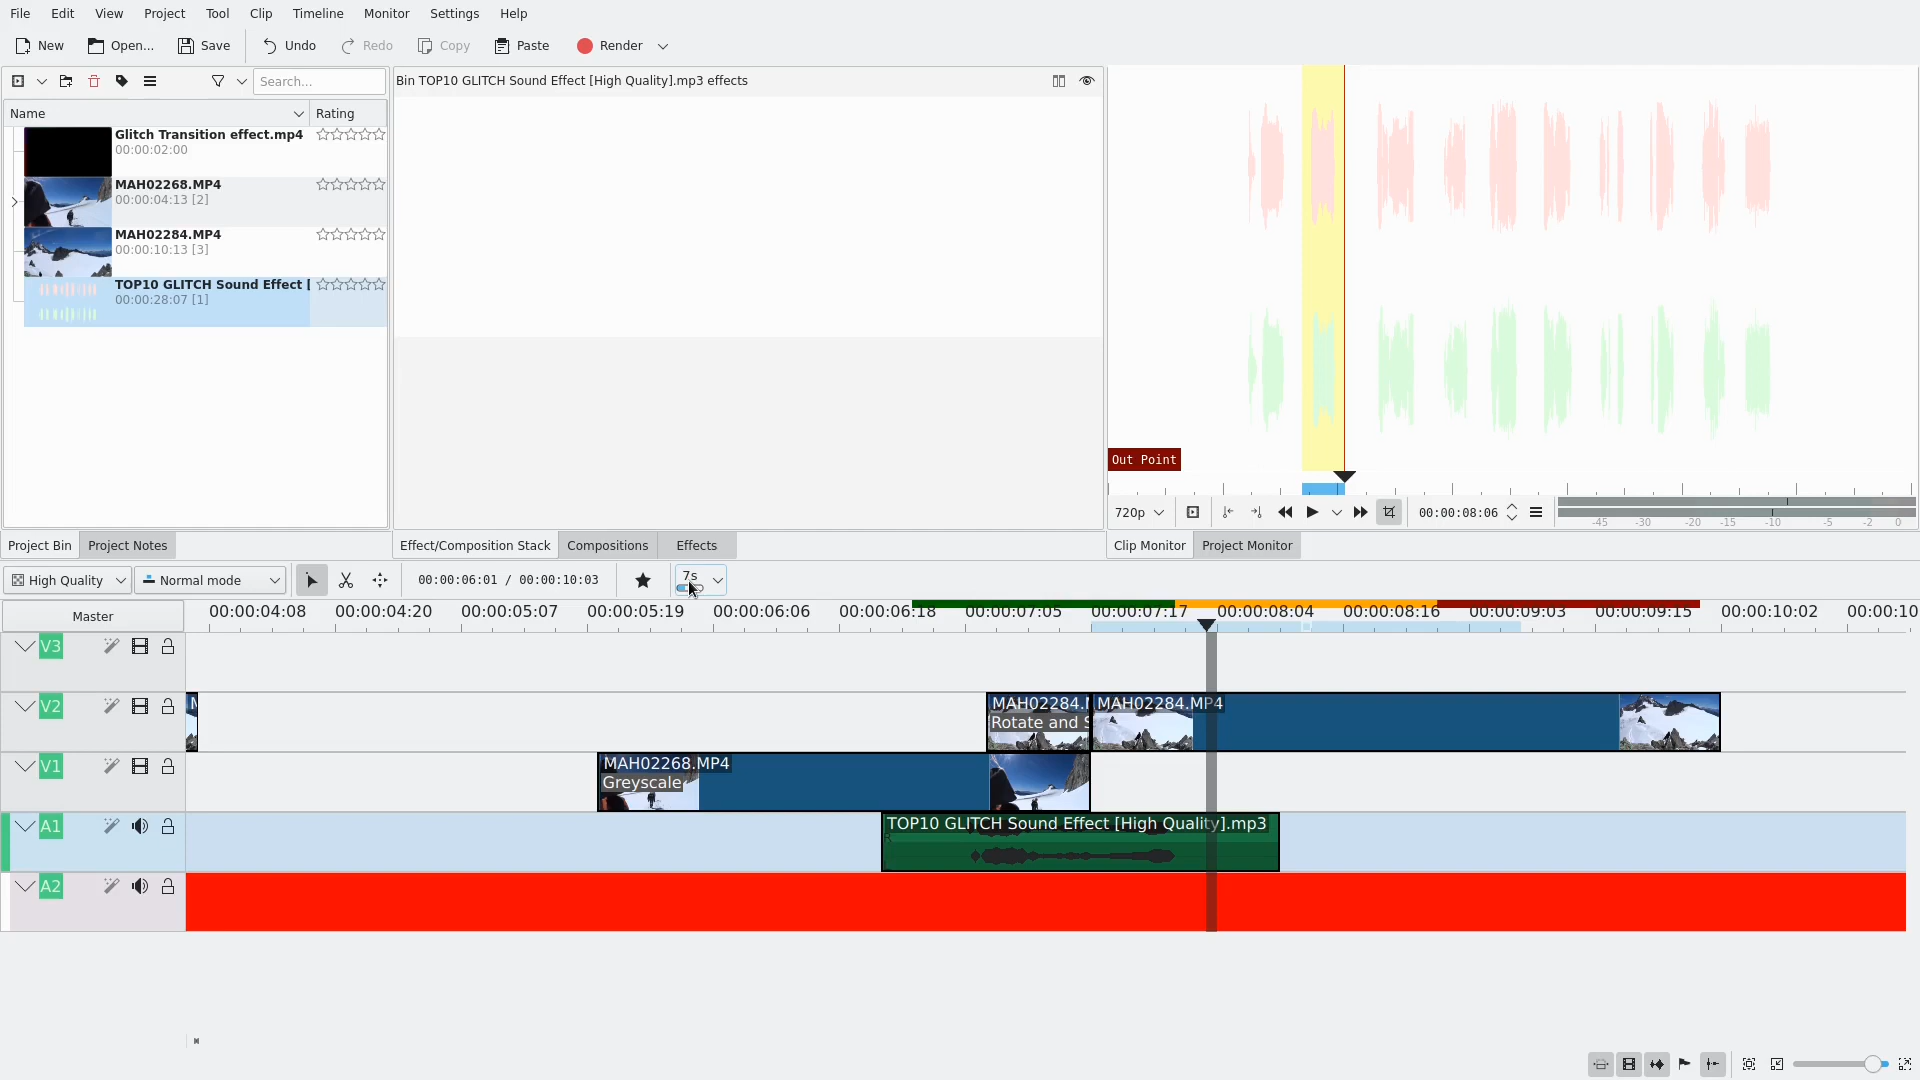 File Edit View Project Tool Clip Timeline Monitor Settings Help
New Open... Save Undo Redo Copy Paste Render
Search...
Bin TOP10 GLITCH Sound Effect [High Quality].mp3 effects
Name Rating
Glitch Transition effect.mp4
00:00:02:00
MAH02268.MP4
00:00:04:13 [2]
MAH02284.MP4
00:00:10:13 [3]
TOP10 GLITCH Sound Effect [
00:00:28:07 [1]
Out Point
720p 00:00:08:06
-45 -30 -20 -15 -10 -5 -2 0
Project Bin Project Notes Effect/Composition Stack Compositions Effects Clip Monitor Project Monitor
High Quality Normal mode 00:00:06:01 / 00:00:10:03 7s
Master 00:00:04:08 00:00:04:20 00:00:05:07 00:00:05:19 00:00:06:06 00:00:06:18 00:00:07:05 00:00:07:17 00:00:08:04 00:00:08:16 00:00:09:03 00:00:09:15 00:00:10:02 00:00:10
V3
V2 MAH02284. MAH02284.MP4
Rotate and S
V1 MAH02268.MP4
Greyscale
A1 TOP10 GLITCH Sound Effect [High Quality].mp3
A2